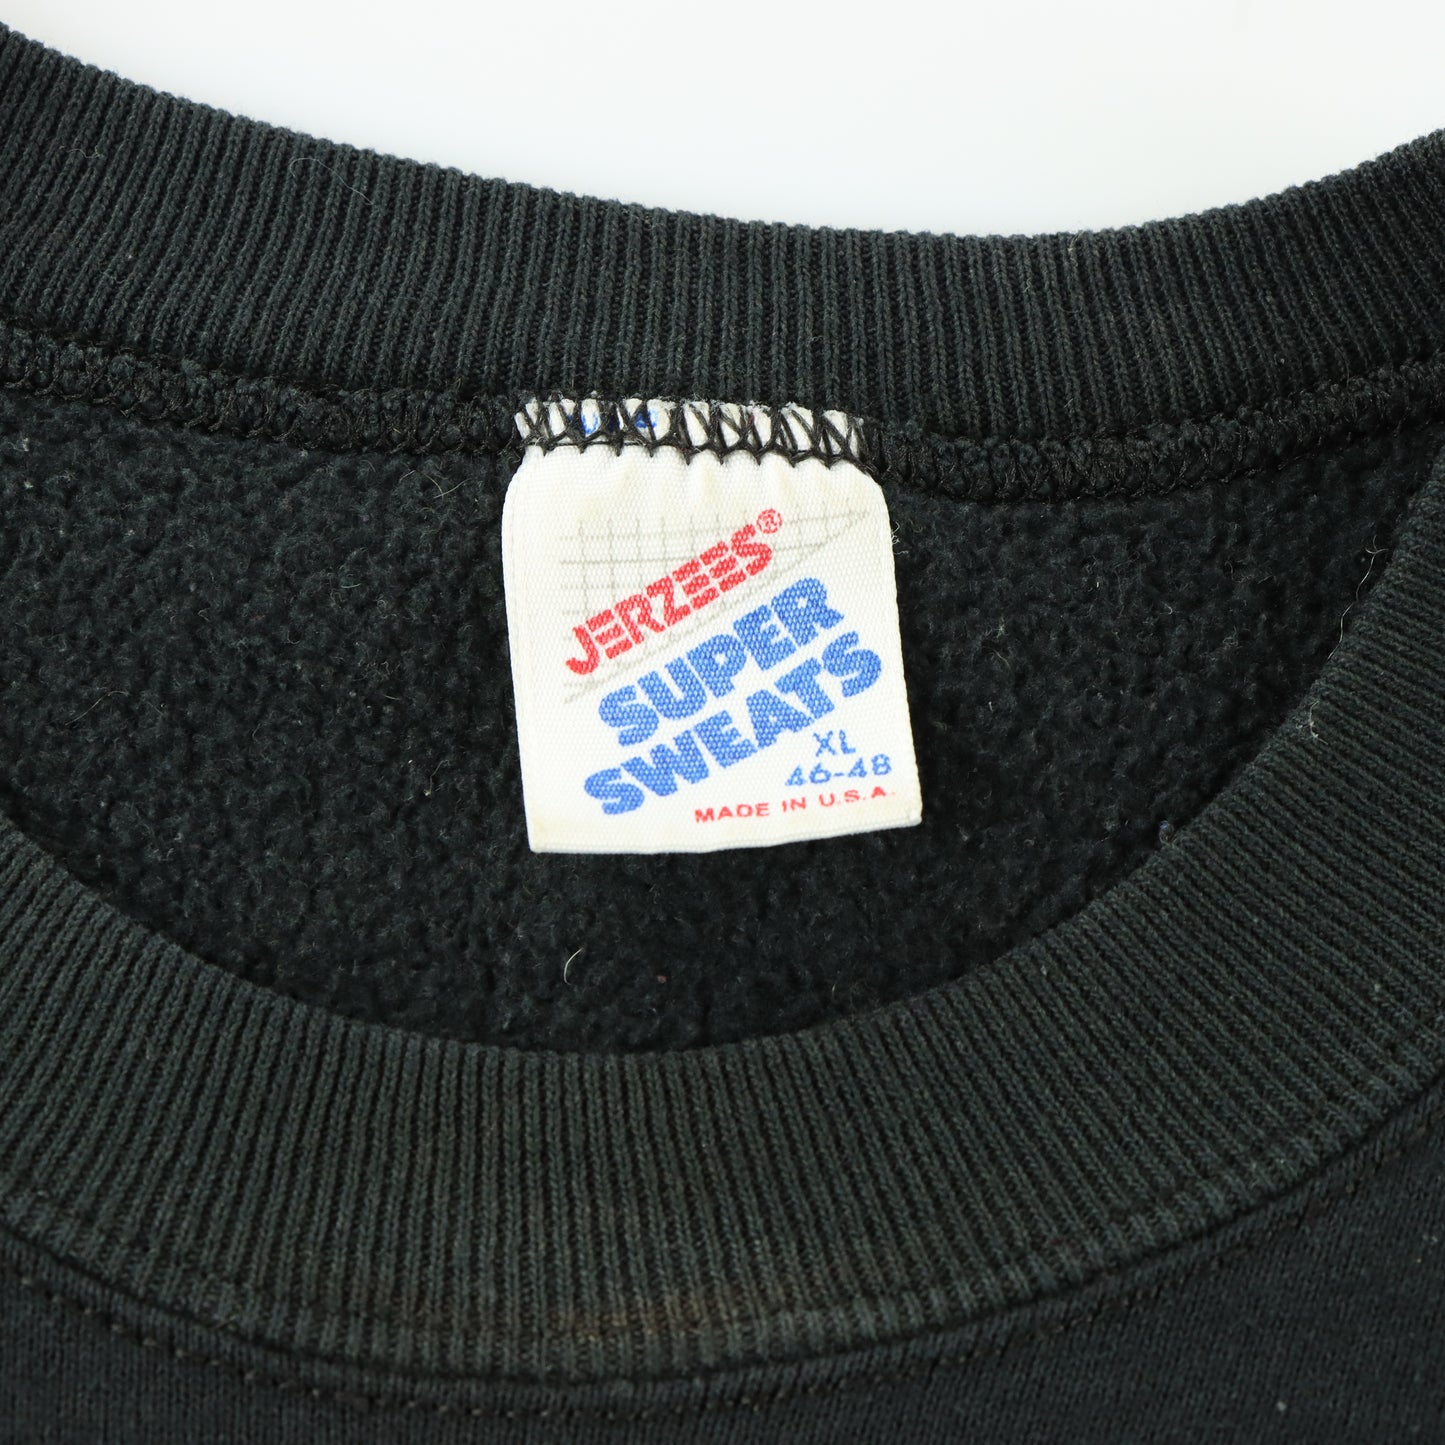 JERZEES®
SUPER
SWEATS
XL
46-48
MADE IN U.S.A.